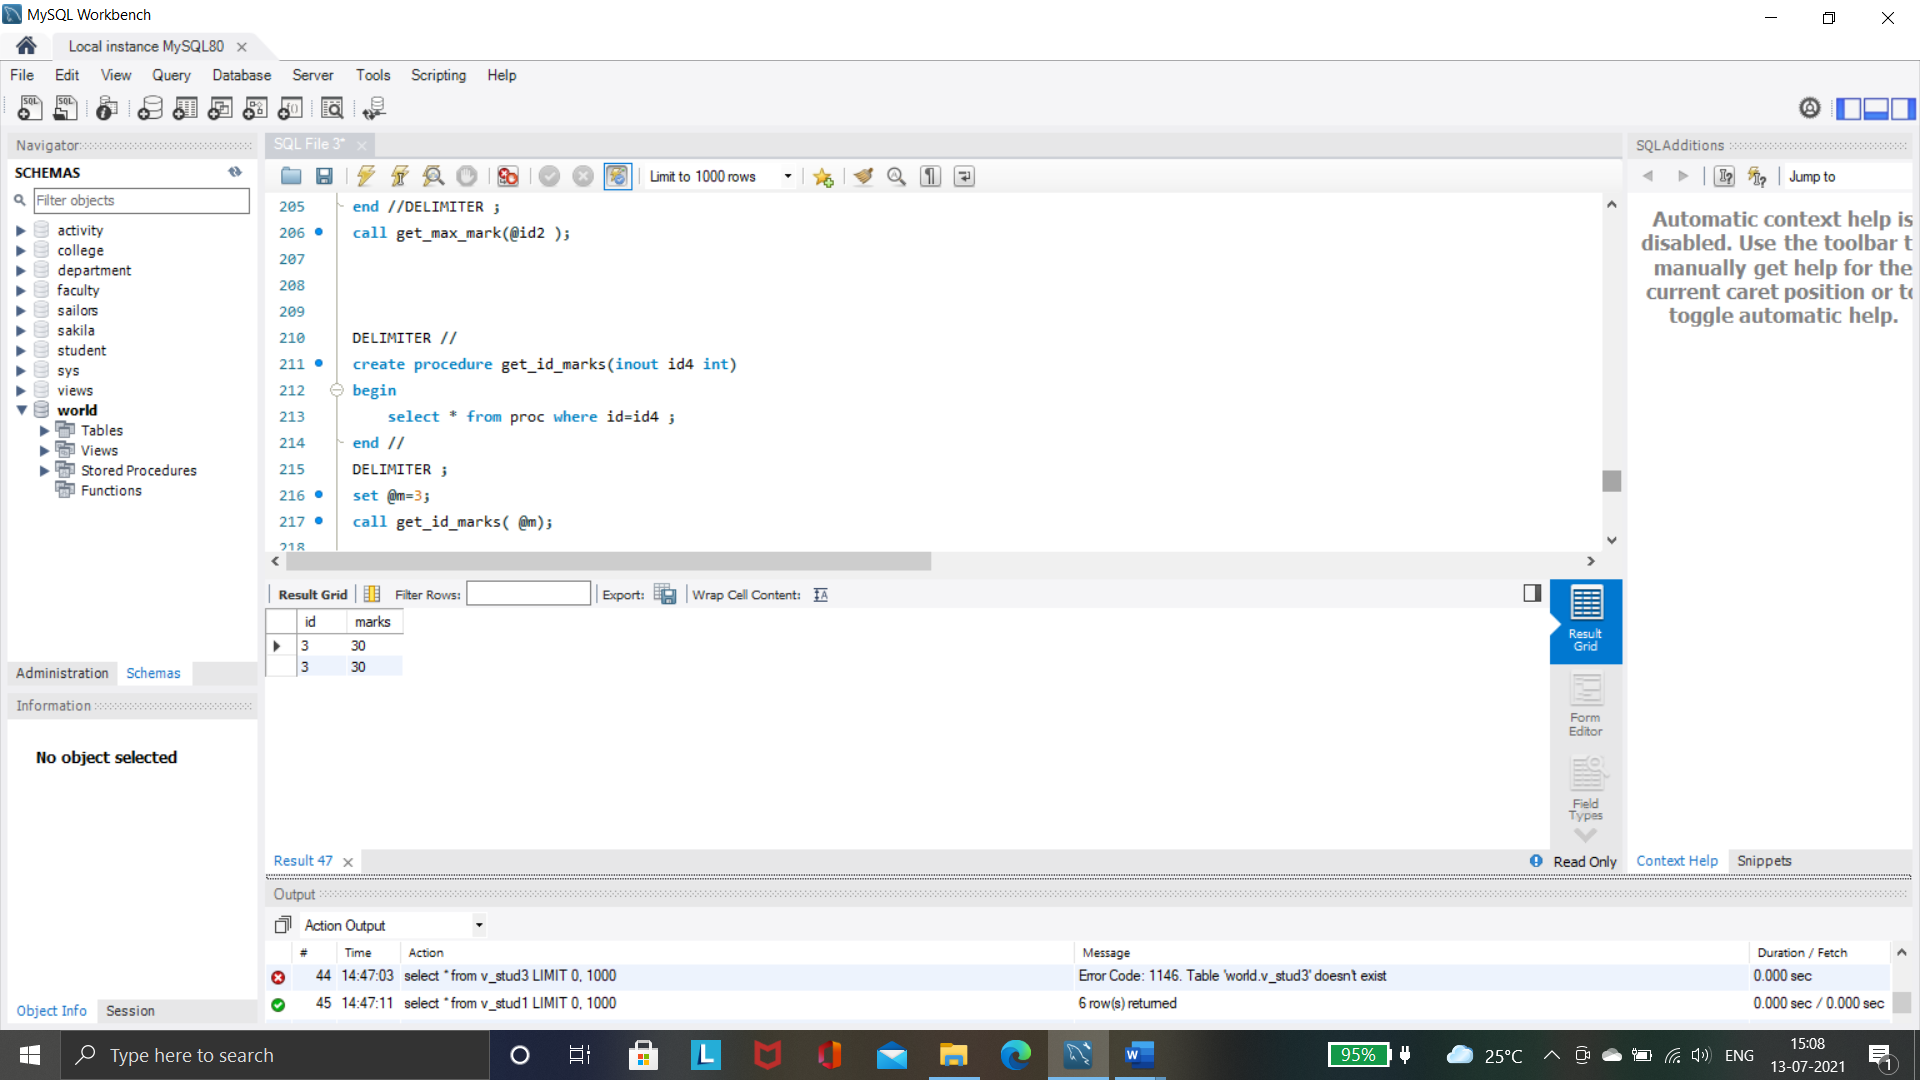 MySQL Workbench
Local instance MySQL80
File Edit View Query Database Server Tools Scripting Help
Navigator
SCHEMAS
Filter objects
activity
college
department
faculty
sailors
sakila
student
sys
views
world
Tables
Views
Stored Procedures
Functions
Administration Schemas
Information
No object selected
Object Info Session
SQL File 3*
Limit to 1000 rows
205 end //DELIMITER ;
206 call get_max_mark(@id2 );
207
208
209
210 DELIMITER //
211 create procedure get_id_marks(inout id4 int)
212 begin
213 select * from proc where id=id4 ;
214 end //
215 DELIMITER ;
216 set @m=3;
217 call get_id_marks( @m);
218
Result Grid Filter Rows: Export: Wrap Cell Content:
id marks
3 30
3 30
Result Grid
Form Editor
Field Types
Result 47
Read Only
SQLAdditions
Jump to
Automatic context help is
disabled. Use the toolbar t
manually get help for the
current caret position or to
toggle automatic help.
Context Help Snippets
Output
Action Output
# Time Action Message Duration / Fetch
44 14:47:03 select * from v_stud3 LIMIT 0, 1000 Error Code: 1146. Table 'world.v_stud3' doesn't exist 0.000 sec
45 14:47:11 select * from v_stud1 LIMIT 0, 1000 6 row(s) returned 0.000 sec / 0.000 sec
Type here to search
95%
25°C
ENG
15:08
13-07-2021
1